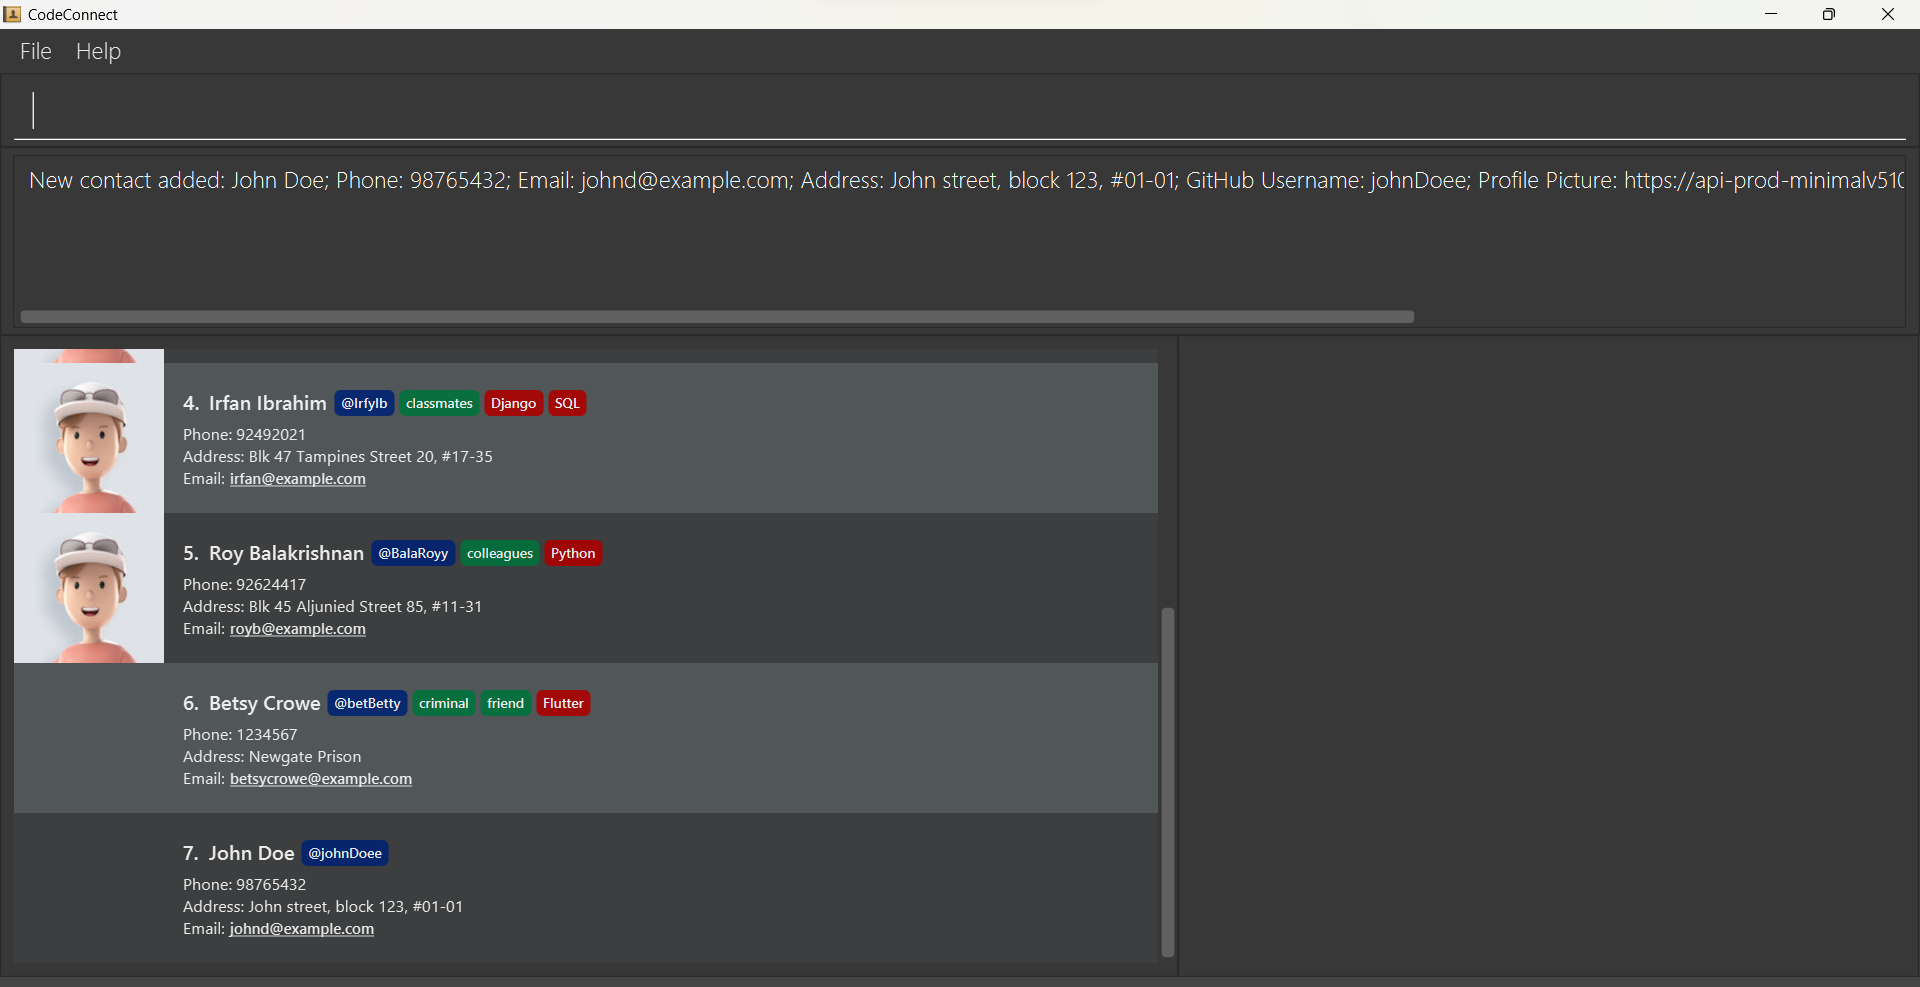 CodeConnect
File Help
New contact added: John Doe; Phone: 98765432; Email: johnd@example.com; Address: John street, block 123, #01-01; GitHub Username: johnDoee; Profile Picture: https://api-prod-minimalv510
4. Irfan Ibrahim @IrfyIb classmates Django SQL
Phone: 92492021
Address: Blk 47 Tampines Street 20, #17-35
Email: irfan@example.com
5. Roy Balakrishnan @BalaRoyy colleagues Python
Phone: 92624417
Address: Blk 45 Aljunied Street 85, #11-31
Email: royb@example.com
6. Betsy Crowe @betBetty criminal friend Flutter
Phone: 1234567
Address: Newgate Prison
Email: betsycrowe@example.com
7. John Doe @johnDoee
Phone: 98765432
Address: John street, block 123, #01-01
Email: johnd@example.com